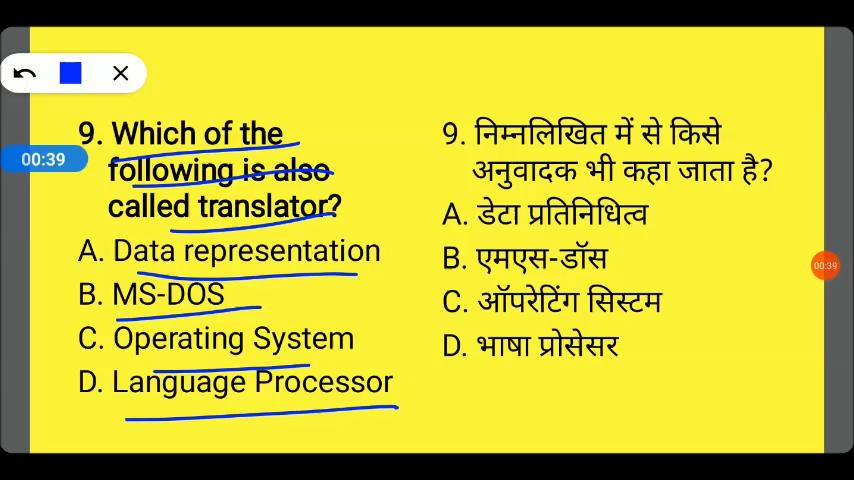 9. Which of the
following is also
called translator?
A. Data representation
B. MS-DOS
C. Operating System
D. Language Processor
9. निम्नलिखित में से किसे
अनुवादक भी कहा जाता है?
A. डेटा प्रतिनिधित्व
B. एमएस-डॉस
C. ऑपरेटिंग सिस्टम
D. भाषा प्रोसेसर
00:39
00:39